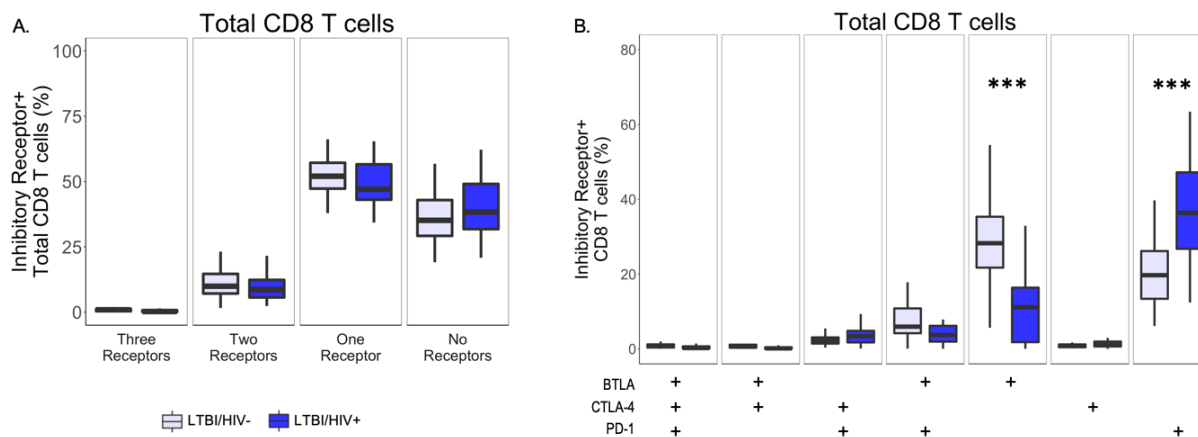 A.
Total CD8 T cells
Inhibitory Receptor+
Total CD8 T cells (%)
100
75
50
25
0
Three
Receptors
Two
Receptors
One
Receptor
No
Receptors
LTBI/HIV-
LTBI/HIV+
B.
Total CD8 T cells
Inhibitory Receptor+
CD8 T cells (%)
80
60
40
20
0
*** ***
BTLA + + + +
CTLA-4 + + + +
PD-1 + + + +